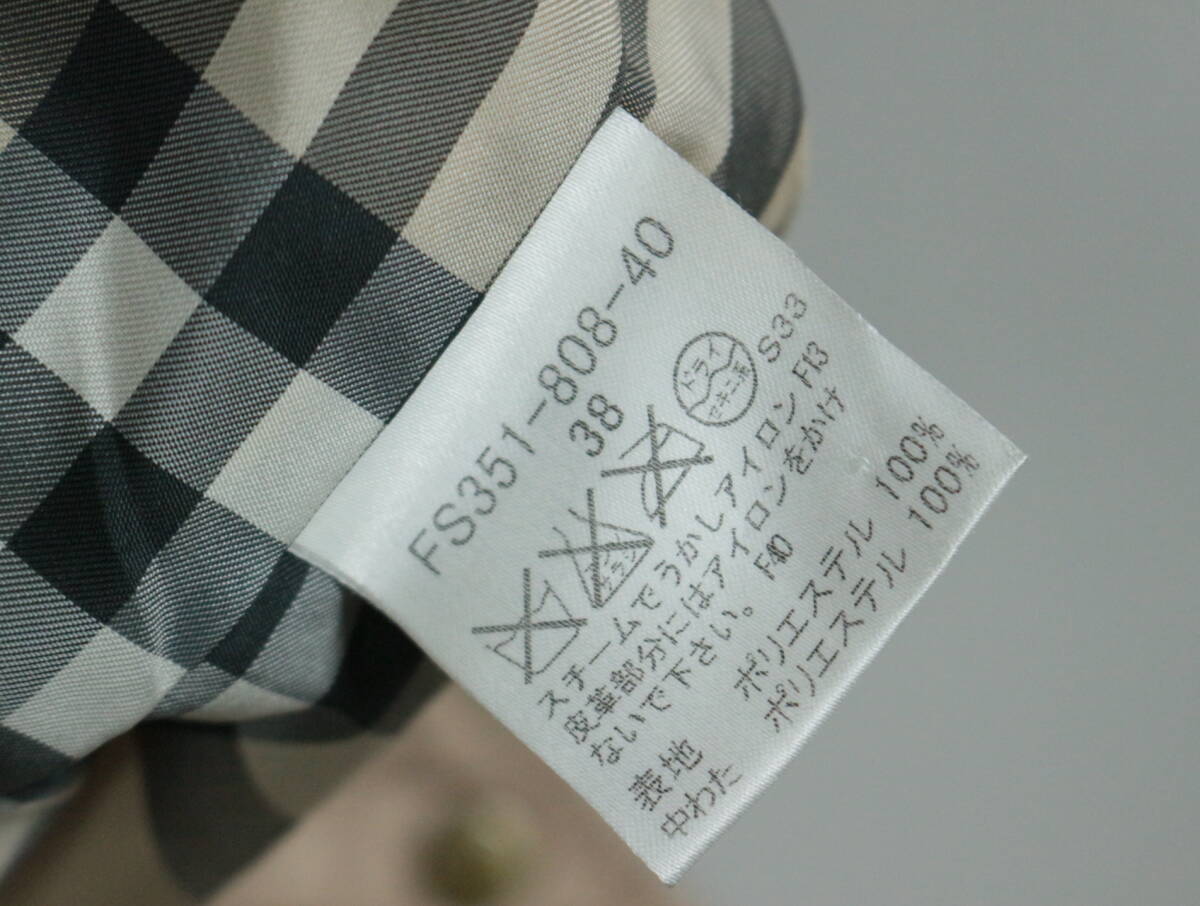 FS351-808-40
38
ドライ
セキユ系
S33
スチームでうかしアイロン F13
皮革部分にはアイロンをかけ
ないで下さい。 F40
表地 ポリエステル 100%
中わた ポリエステル 100%